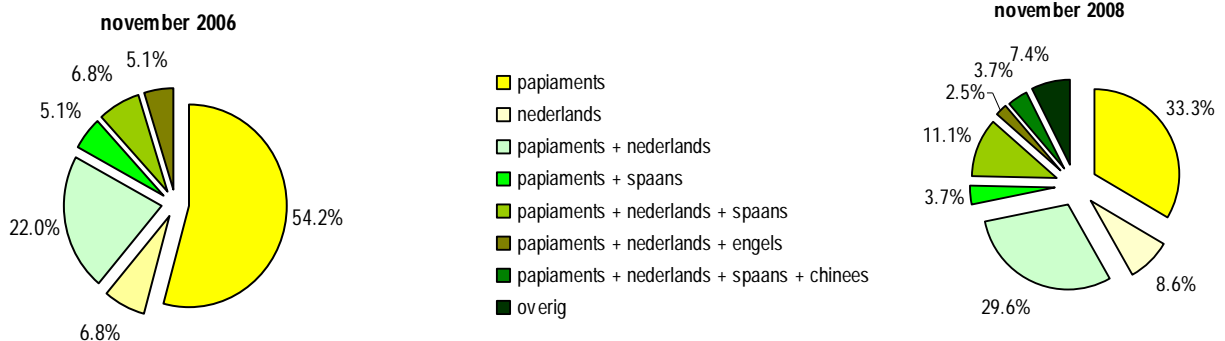 november 2006
5.1%
6.8%
5.1%
22.0%
54.2%
6.8%
papiaments
nederlands
papiaments + nederlands
papiaments + spaans
papiaments + nederlands + spaans
papiaments + nederlands + engels
papiaments + nederlands + spaans + chinees
overig
november 2008
7.4%
3.7%
2.5%
33.3%
11.1%
3.7%
8.6%
29.6%